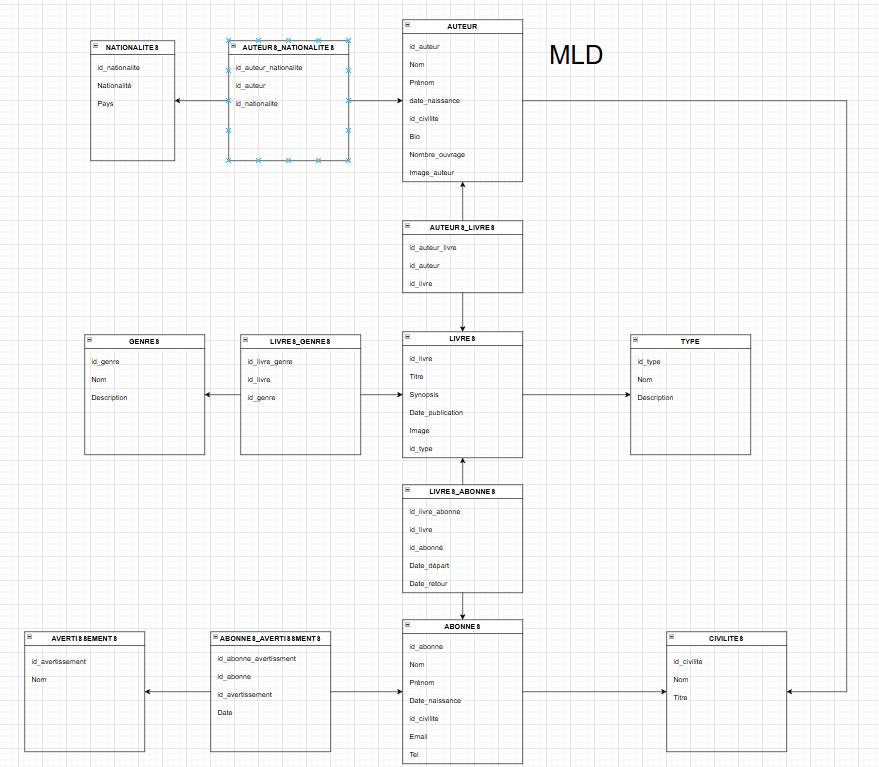 MLD
AUTEUR
id_auteur
Nom
Prénom
date_naissance
id_civilite
Bio
Nombre_ouvrage
Image_auteur
NATIONALITES
id_nationalite
Nationalité
Pays
AUTEURS_NATIONALITES
id_auteur_nationalite
id_auteur
id_nationalite
AUTEURS_LIVRES
id_auteur_livre
id_auteur
id_livre
GENRES
id_genre
Nom
Description
LIVRES_GENRES
id_livre_genre
id_livre
id_genre
LIVRES
id_livre
Titre
Synopsis
Date_publication
Image
id_type
TYPE
id_type
Nom
Description
LIVRES_ABONNES
id_livre_abonne
id_livre
id_abonné
Date_départ
Date_retour
AVERTISSEMENTS
id_avertissement
Nom
ABONNES_AVERTISSMENTS
id_abonne_avertissment
id_abonne
id_avertissement
Date
ABONNES
id_abonne
Nom
Prénom
Date_naissance
id_civilite
Email
Tel
CIVILITES
id_civilite
Nom
Titre